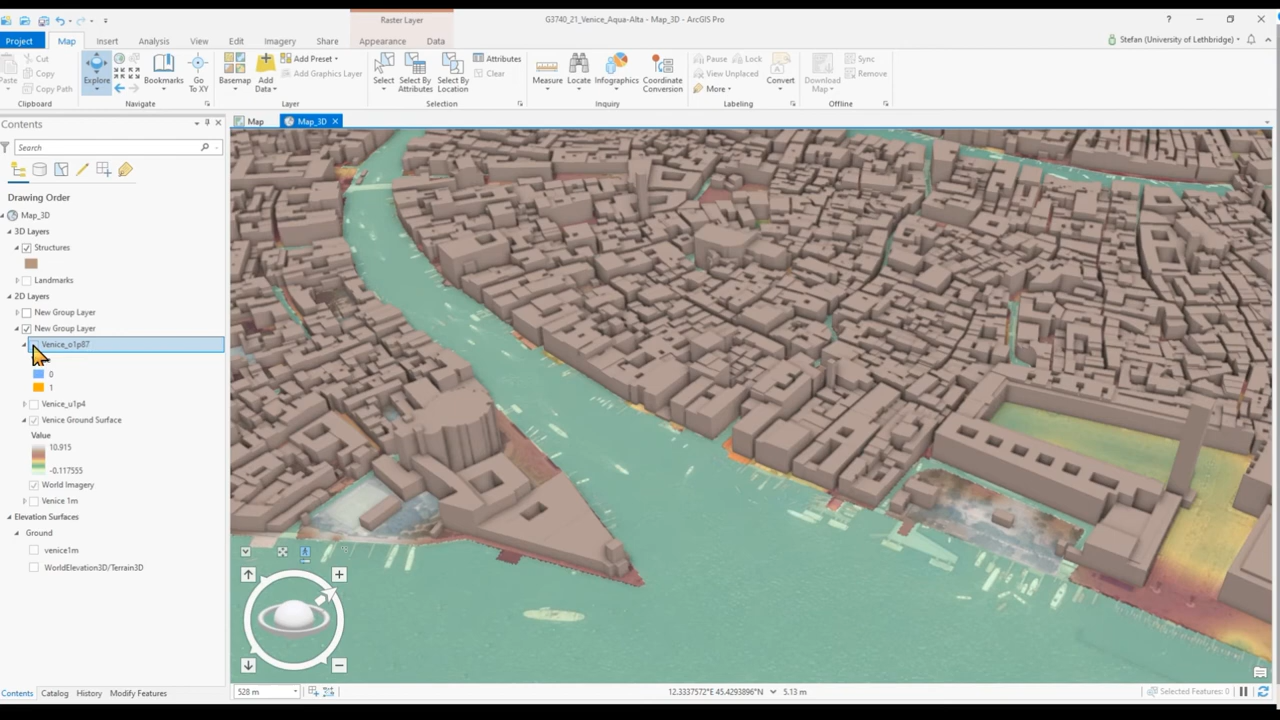 Raster Layer
G3740_21_Venice_Aqua-Alta - Map_3D - ArcGIS Pro
?
Project Map Insert Analysis View Edit Imagery Share Appearance Data
Stefan (University of Lethbridge)
Paste
Cut
Copy
Copy Path
Clipboard
Explore
Bookmarks
Go To XY
Navigate
Basemap
Add Data
Add Preset
Add Graphics Layer
Layer
Select
Select By Attributes
Select By Location
Attributes
Clear
Selection
Measure
Locate
Infographics
Coordinate Conversion
Inquiry
Pause
Lock
View Unplaced
More
Convert
Labeling
Download Map
Sync
Remove
Offline
Contents
Map
Map_3D
Search
Drawing Order
Map_3D
3D Layers
Structures
Landmarks
2D Layers
New Group Layer
New Group Layer
Venice_o1p87
0
1
Venice_u1p4
Venice Ground Surface
Value
10.915
-0.117555
World Imagery
Venice 1m
Elevation Surfaces
Ground
venice1m
WorldElevation3D/Terrain3D
Contents Catalog History Modify Features
528 m
12.3337572°E 45.4293896°N
5.13 m
Selected Features: 0